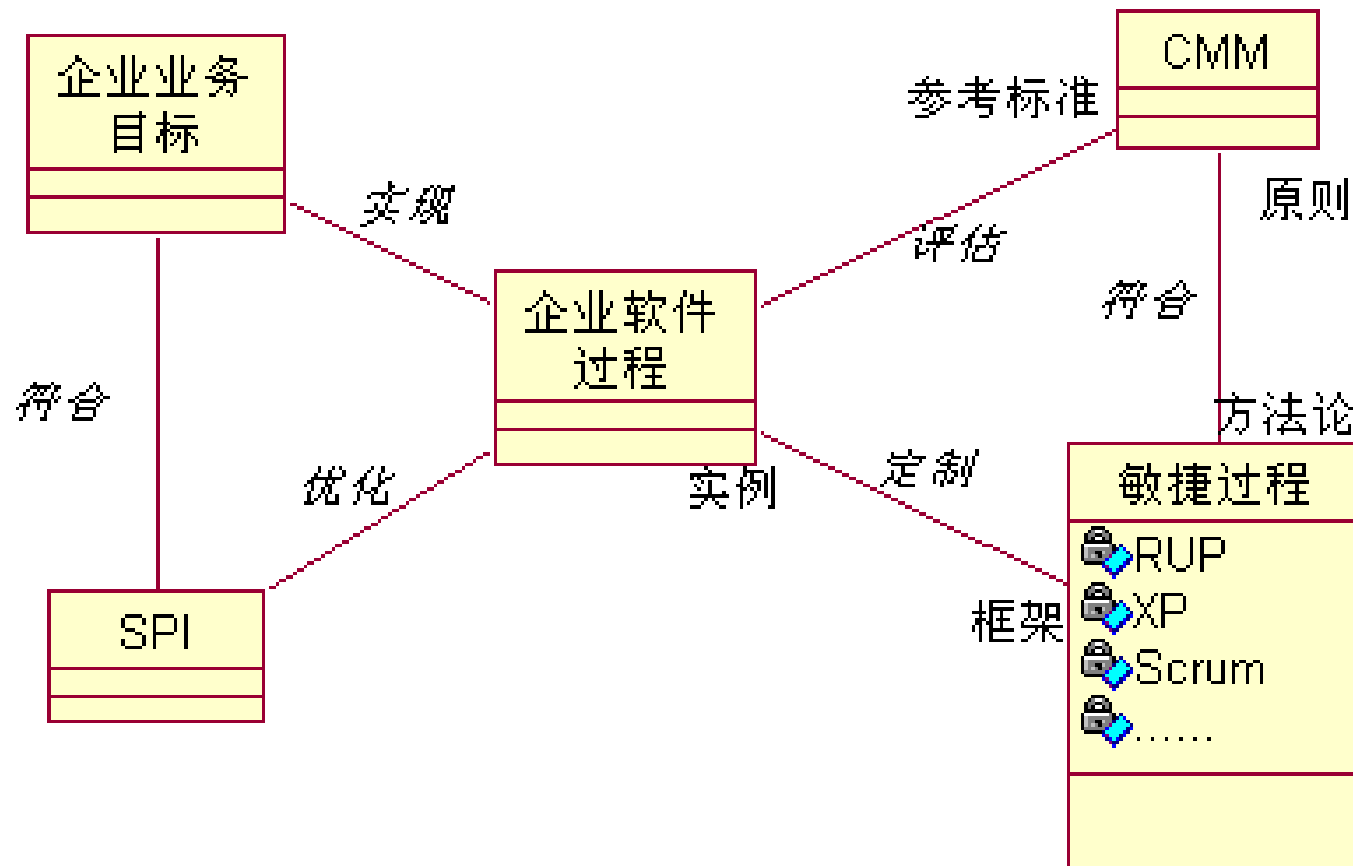 企业业务
目标
CMM
参考标准
原则
实现
评估
企业软件
过程
符合
符合
方法论
优化
实例
定制
敏捷过程
RUP
XP
Scrum
......
框架
SPI